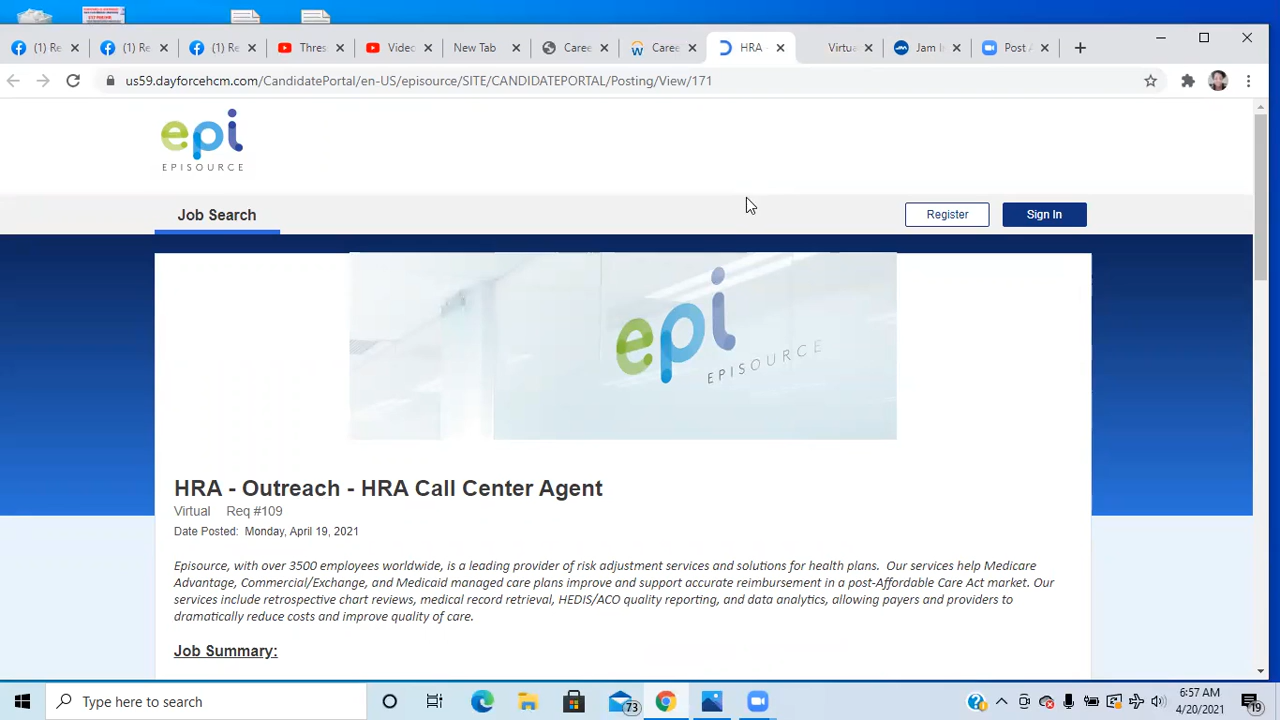 (1) Re
(1) Re
(1) Re
Thres
Video
New Tab
Caree
Caree
HRA
Virtua
Jam In
Post A
us59.dayforcehcm.com/CandidatePortal/en-US/episource/SITE/CANDIDATEPORTAL/Posting/View/171
epi
EPISOURCE
Job Search
Register
Sign In
epi
EPISOURCE
HRA - Outreach - HRA Call Center Agent
Virtual Req #109
Date Posted: Monday, April 19, 2021
Episource, with over 3500 employees worldwide, is a leading provider of risk adjustment services and solutions for health plans. Our services help Medicare
Advantage, Commercial/Exchange, and Medicaid managed care plans improve and support accurate reimbursement in a post-Affordable Care Act market. Our
services include retrospective chart reviews, medical record retrieval, HEDIS/ACO quality reporting, and data analytics, allowing payers and providers to
dramatically reduce costs and improve quality of care.
Job Summary:
Type here to search
73
6:57 AM
4/20/2021
19